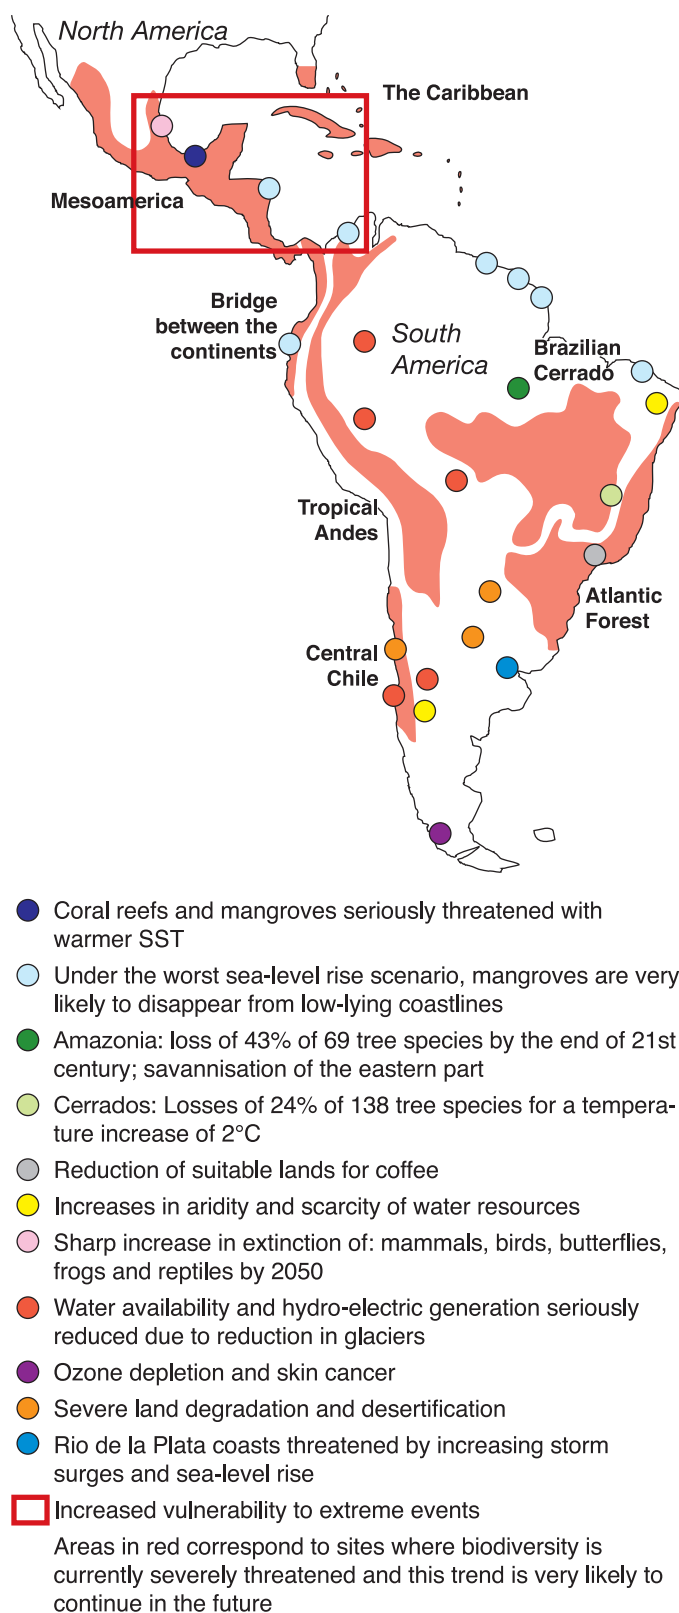 North America
The Caribbean
Mesoamerica
Bridge
between the
continents
South
America
Brazilian
Cerrado
Tropical
Andes
Atlantic
Forest
Central
Chile
Coral reefs and mangroves seriously threatened with
warmer SST
Under the worst sea-level rise scenario, mangroves are very
likely to disappear from low-lying coastlines
Amazonia: loss of 43% of 69 tree species by the end of 21st
century; savannisation of the eastern part
Cerrados: Losses of 24% of 138 tree species for a tempera-
ture increase of 2°C
Reduction of suitable lands for coffee
Increases in aridity and scarcity of water resources
Sharp increase in extinction of: mammals, birds, butterflies,
frogs and reptiles by 2050
Water availability and hydro-electric generation seriously
reduced due to reduction in glaciers
Ozone depletion and skin cancer
Severe land degradation and desertification
Rio de la Plata coasts threatened by increasing storm
surges and sea-level rise
Increased vulnerability to extreme events
Areas in red correspond to sites where biodiversity is
currently severely threatened and this trend is very likely to
continue in the future